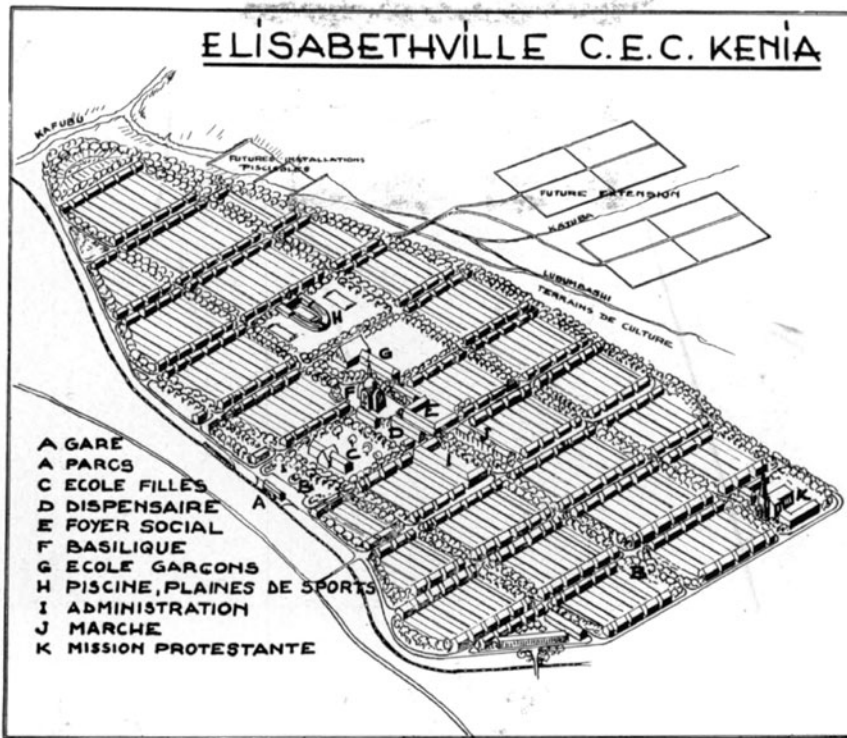 ELISABETHVILLE C.E.C. KENIA
KAFUBU
FUTURES INSTALLATIONS
PISCICOLES
FUTURE EXTENSION
KATUBA
LUBUMBASHI
TERRAINS DE CULTURE
H
G
F
E
D
J
I
C
B
A
K
B
A GARE
A PARCS
C ECOLE FILLES
D DISPENSAIRE
E FOYER SOCIAL
F BASILIQUE
G ECOLE GARÇONS
H PISCINE, PLAINES DE SPORTS
I ADMINISTRATION
J MARCHE
K MISSION PROTESTANTE